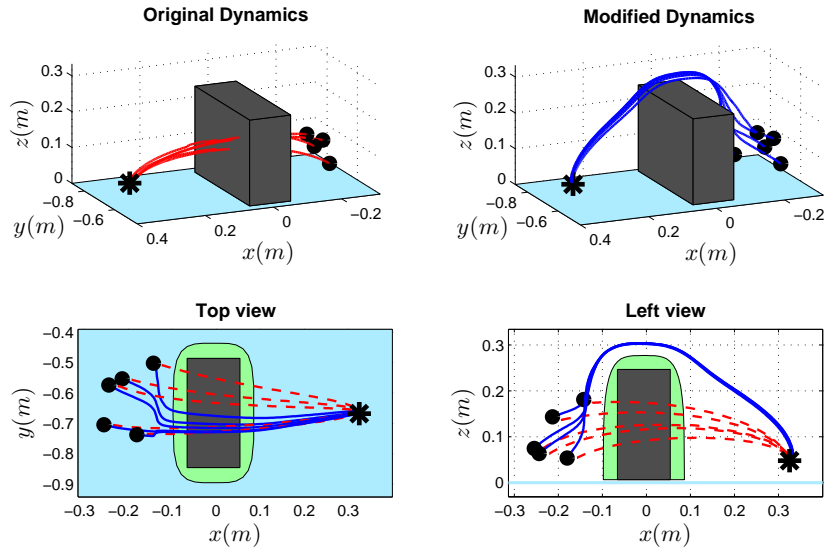 Original Dynamics
Modified Dynamics
0.3
0.2
0.1
0
z(m)
−0.8
−0.6
y(m)
0.4
0.2
0
−0.2
x(m)
0.3
0.2
0.1
0
z(m)
−0.8
−0.6
y(m)
0.4
0.2
0
−0.2
x(m)
Top view
Left view
−0.4
−0.5
−0.6
−0.7
−0.8
−0.9
y(m)
−0.3 −0.2 −0.1 0 0.1 0.2 0.3
x(m)
0.3
0.2
0.1
0
z(m)
−0.3 −0.2 −0.1 0 0.1 0.2 0.3 0.4
x(m)